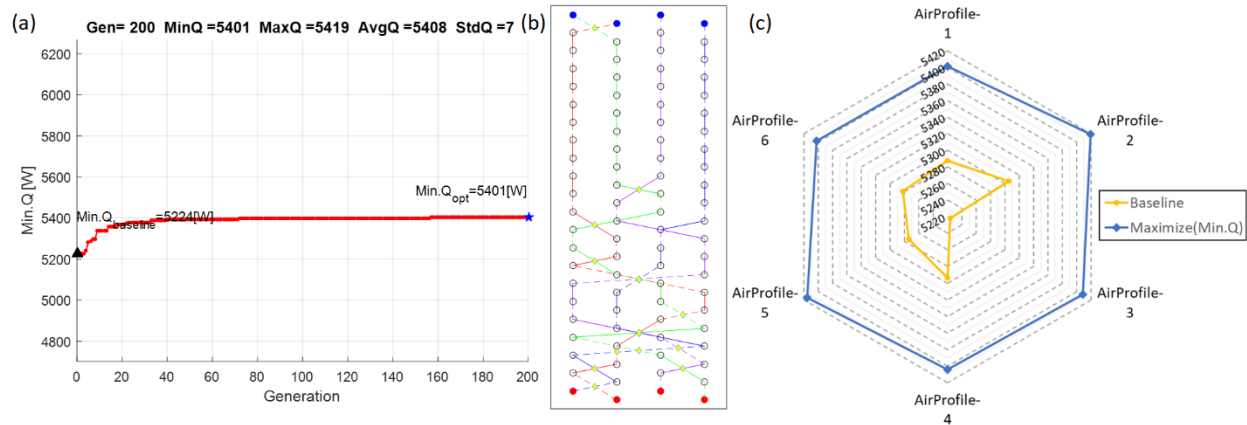 (a)
Gen= 200 MinQ =5401 MaxQ =5419 AvgQ =5408 StdQ =7
6200
6000
5800
5600
5400
5200
5000
4800
Min.Q [W]
Min.Q_baseline=5224[W]
Min.Q_opt=5401[W]
0 20 40 60 80 100 120 140 160 180 200
Generation
(b)
(c)
AirProfile-
1
AirProfile-
2
AirProfile-
3
AirProfile-
4
AirProfile-
5
AirProfile-
6
5420
5400
5380
5360
5340
5320
5300
5280
5260
5240
5220
Baseline
Maximize(Min.Q)